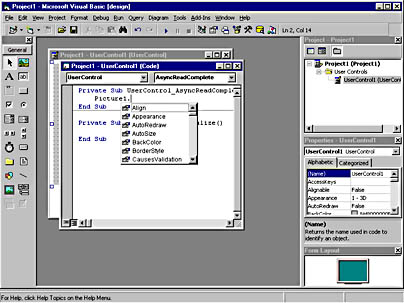 Project1 - Microsoft Visual Basic [design]
File Edit View Project Format Debug Run Query Diagram Tools Add-Ins Window Help
Ln 2, Col 14
General
Project1 - UserControl1 (UserControl)
Project1 - UserControl1 (Code)
UserControl
AsyncReadComplete
Private Sub UserControl_AsyncReadComple
Picture1.
End Sub
Align
Appearance
AutoRedraw
AutoSize
BackColor
BorderStyle
CausesValidation
Private Su
alize()
End Sub
Project - Project1
Project1 (Project1)
User Controls
UserControl1 (UserControl
Properties - UserControl1
UserControl1 UserControl
Alphabetic Categorized
(Name) UserControl1
AccessKeys
Alignable False
Appearance 1 - 3D
AutoRedraw False
BackColor
(Name)
Returns the name used in code to
identify an object.
Form Layout
For Help, click Help Topics on the Help Menu.